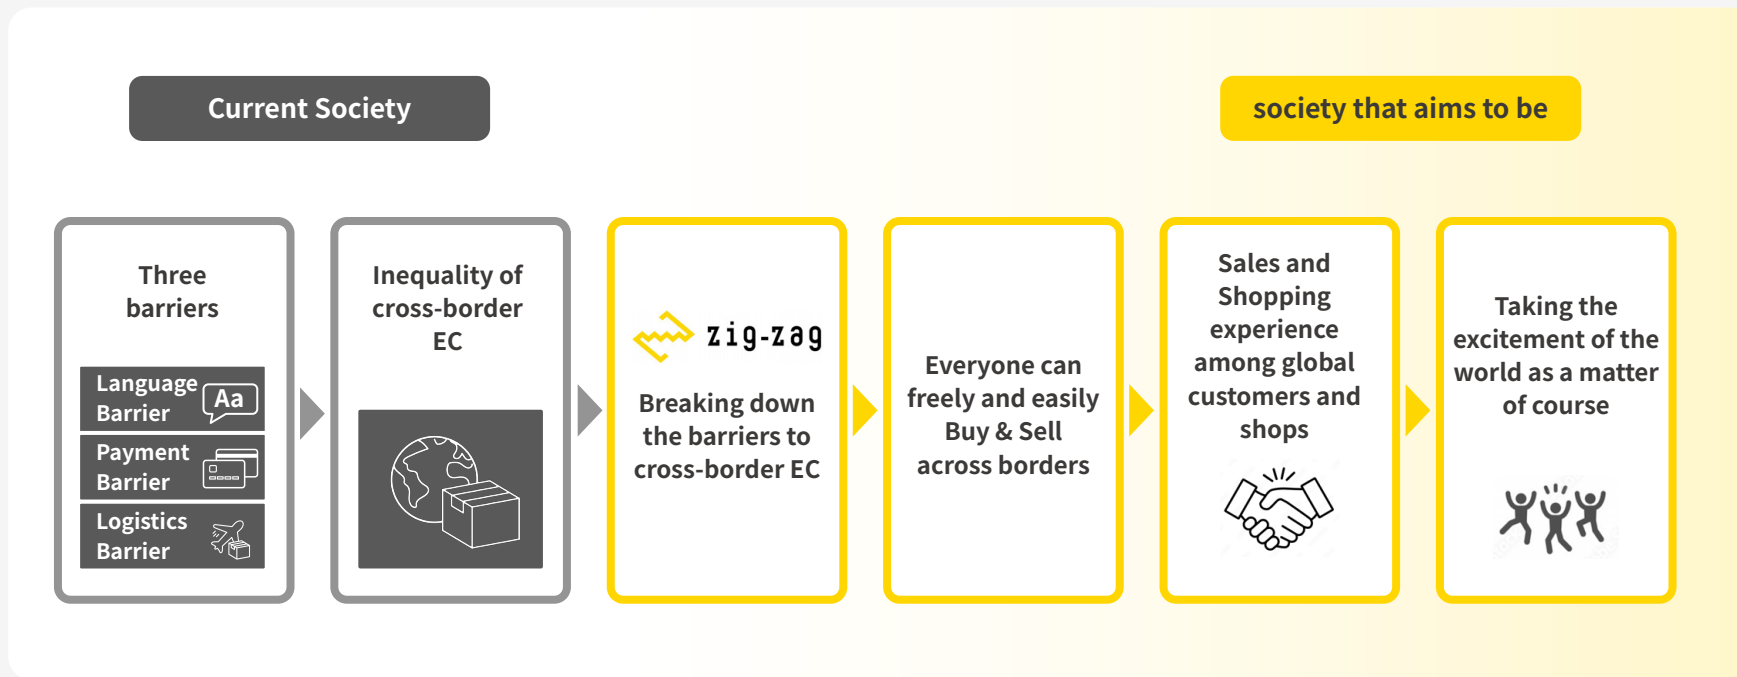 Current Society
society that aims to be
Three
barriers
Language
Barrier
Aa
Payment
Barrier
Logistics
Barrier
Inequality of
cross-border
EC
zig-zag
Breaking down
the barriers to
cross-border EC
Everyone can
freely and easily
Buy & Sell
across borders
Sales and
Shopping
experience
among global
customers and
shops
Taking the
excitement of the
world as a matter
of course